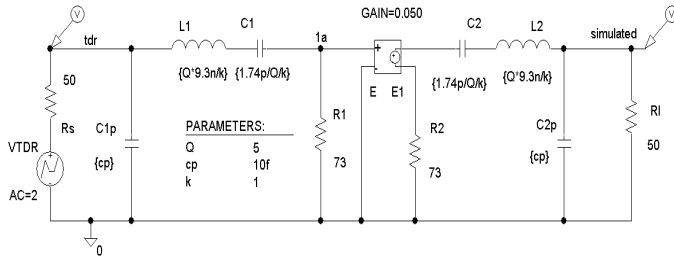 GAIN=0.050
L1
C1
C2
L2
V
V
tdr
1a
simulated
50
{Q*9.3n/k}
{1.74p/Q/k}
+
-
E
E1
{1.74p/Q/k}
{Q*9.3n/k}
Rs
C1p
{cp}
PARAMETERS:
Q 5
cp 10f
k 1
R1
73
R2
73
C2p
{cp}
Rl
50
VTDR
+
-
AC=2
0